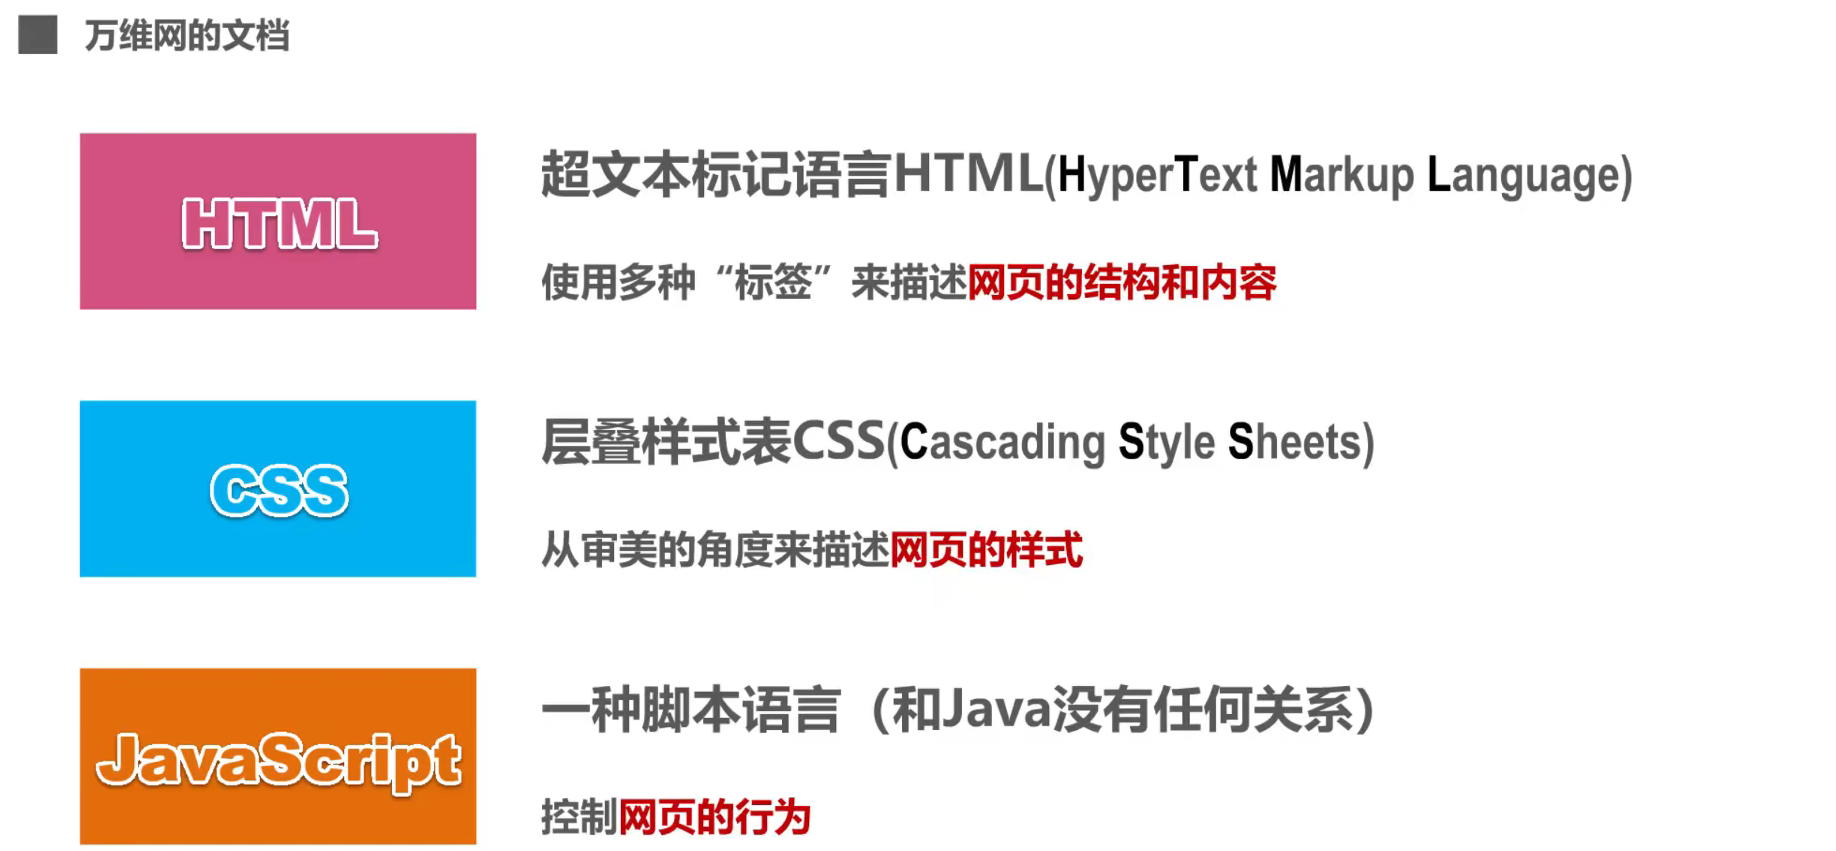 万维网的文档
HTML
超文本标记语言HTML(HyperText Markup Language)
使用多种“标签”来描述网页的结构和内容
CSS
层叠样式表CSS(Cascading Style Sheets)
从审美的角度来描述网页的样式
JavaScript
一种脚本语言（和Java没有任何关系）
控制网页的行为